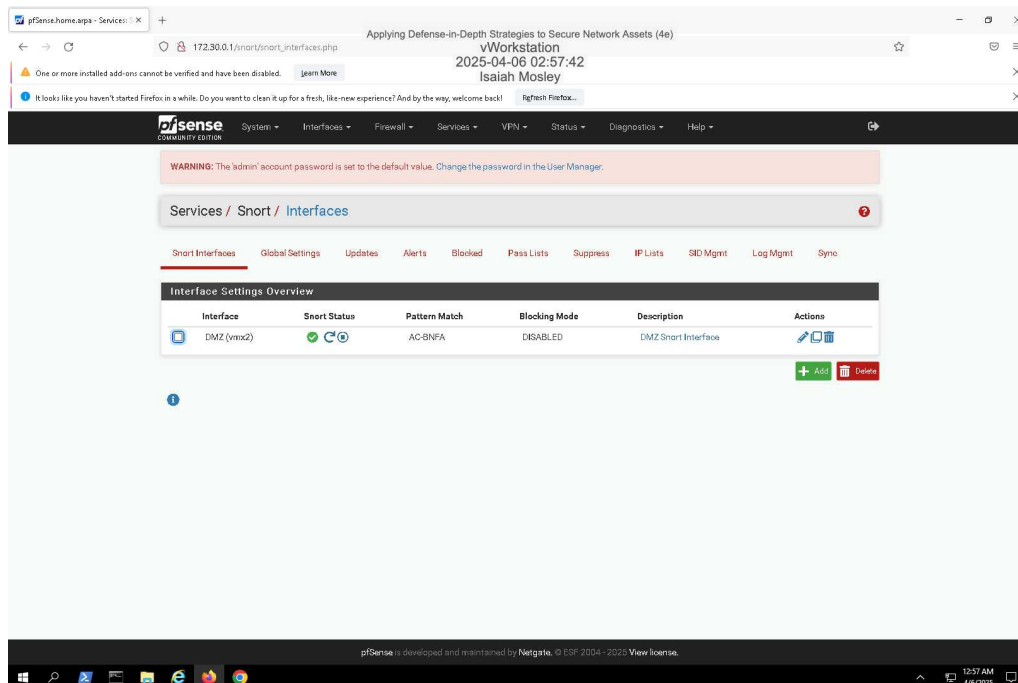 pfSense.home.arpa - Services: S
Applying Defense-in-Depth Strategies to Secure Network Assets (4e)
vWorkstation
2025-04-06 02:57:42
Isaiah Mosley
172.30.0.1/snort/snort_interfaces.php
One or more installed add-ons cannot be verified and have been disabled. Learn More
It looks like you haven't started Firefox in a while. Do you want to clean it up for a fresh, like-new experience? And by the way, welcome back! Refresh Firefox...
pfsense COMMUNITY EDITION System Interfaces Firewall Services VPN Status Diagnostics Help
WARNING: The 'admin' account password is set to the default value. Change the password in the User Manager.
Services / Snort / Interfaces
Snort Interfaces Global Settings Updates Alerts Blocked Pass Lists Suppress IP Lists SID Mgmt Log Mgmt Sync
Interface Settings Overview
Interface Snort Status Pattern Match Blocking Mode Description Actions
DMZ (vmx2) AC-BNFA DISABLED DMZ Snort Interface
Add Delete
pfSense is developed and maintained by Netgate. © ESF 2004 - 2025 View license.
12:57 AM
4/6/2025